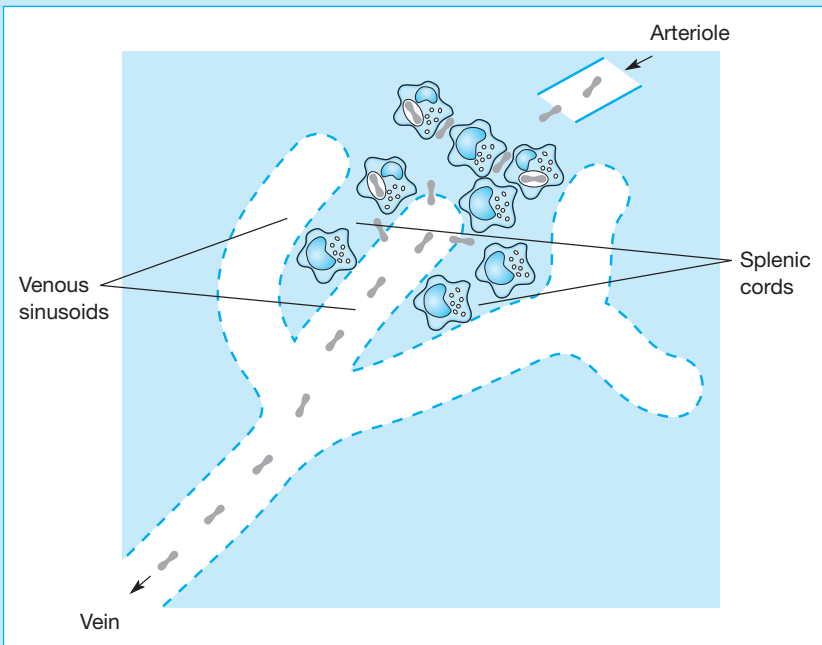 Arteriole
Venous
sinusoids
Splenic
cords
Vein